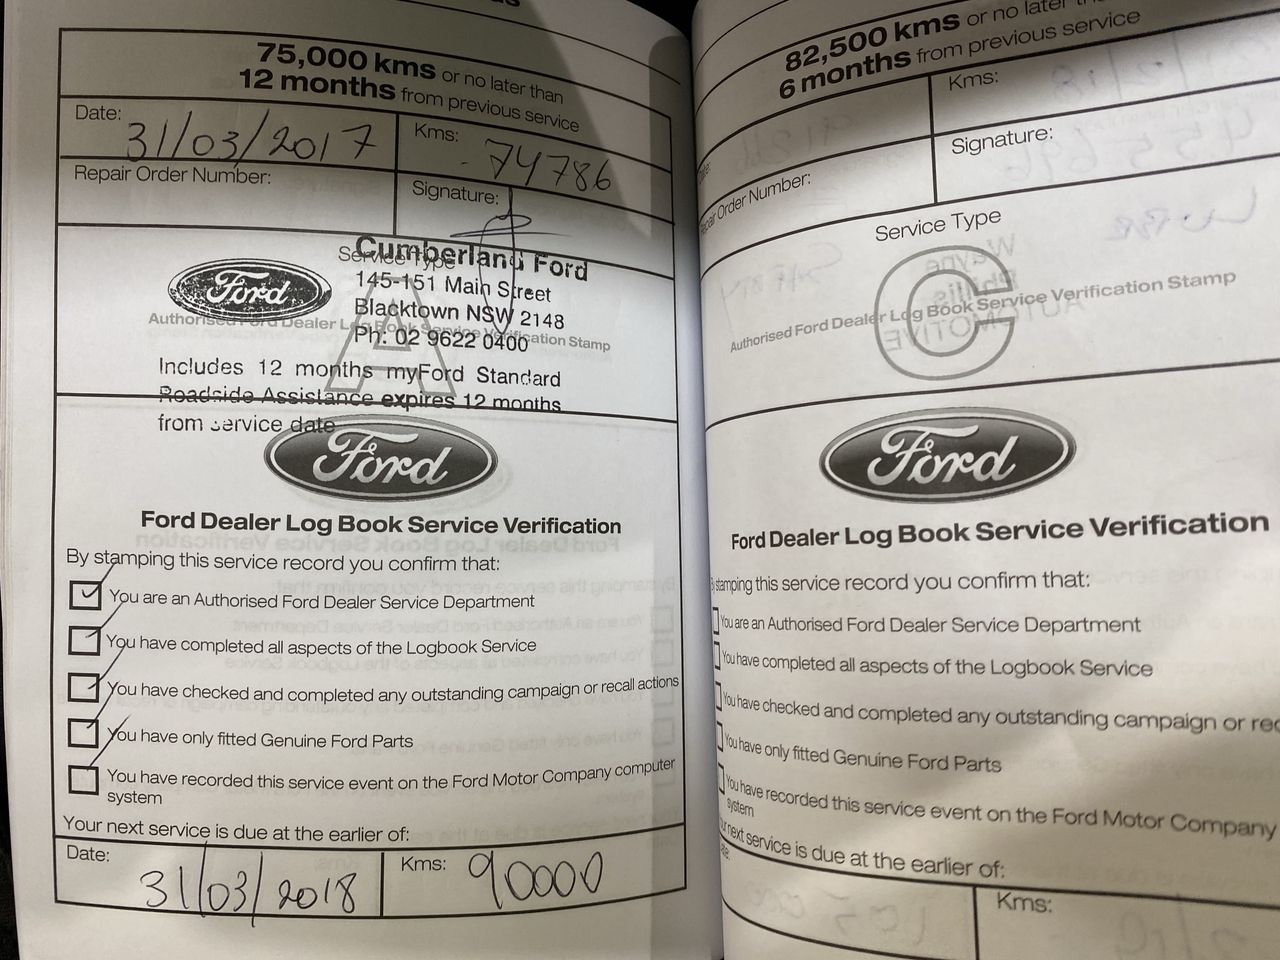 75,000 kms or no later than
12 months from previous service
Date: 31/03/2017
Kms: 74786
Repair Order Number:
Signature:
Service Type
A
Ford
Cumberland Ford
145-151 Main Street
Blacktown NSW 2148
Ph: 02 9622 0400
Authorised Ford Dealer Log Book Service Verification Stamp
Includes 12 months myFord Standard
Roadside Assistance expires 12 months
from service date
Ford
Ford Dealer Log Book Service Verification
By stamping this service record you confirm that:
You are an Authorised Ford Dealer Service Department
You have completed all aspects of the Logbook Service
You have checked and completed any outstanding campaign or recall actions
You have only fitted Genuine Ford Parts
You have recorded this service event on the Ford Motor Company computer
system
Your next service is due at the earlier of:
Date: 31/03/2018
Kms: 90000
82,500 kms or no later
6 months from previous service
Kms:
Signature:
Order Number:
Service Type
C
Authorised Ford Dealer Log Book Service Verification Stamp
Ford
Ford Dealer Log Book Service Verification
stamping this service record you confirm that:
You are an Authorised Ford Dealer Service Department
You have completed all aspects of the Logbook Service
You have checked and completed any outstanding campaign or rec
You have only fitted Genuine Ford Parts
You have recorded this service event on the Ford Motor Company
system
next service is due at the earlier of:
Kms: